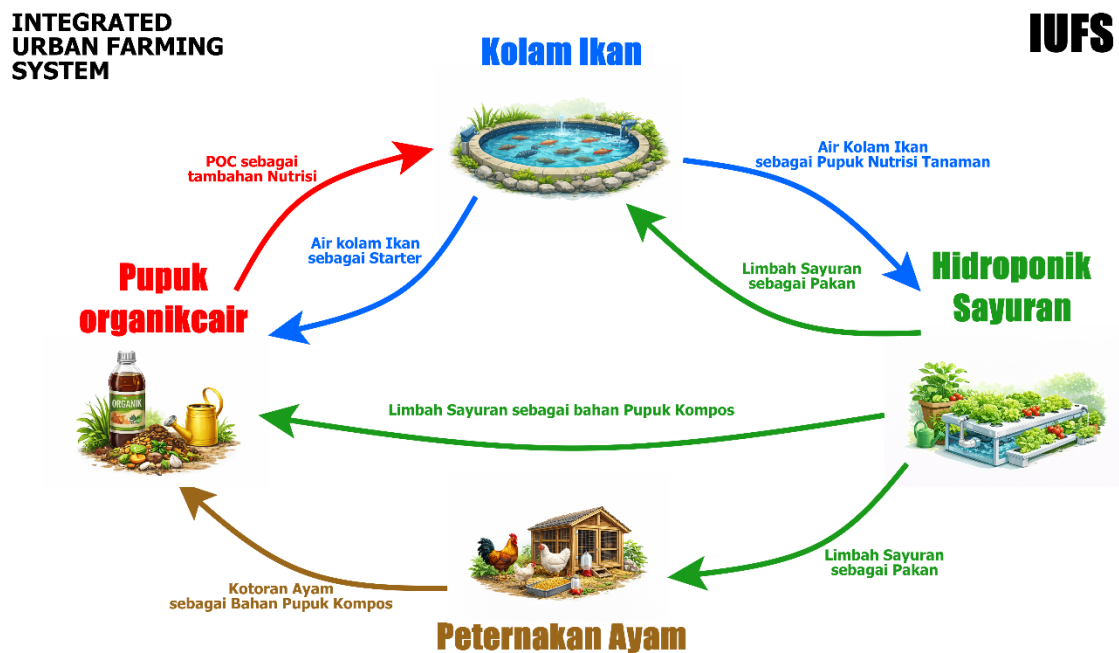 INTEGRATED
URBAN FARMING
SYSTEM
IUFS
Kolam Ikan
POC sebagai
tambahan Nutrisi
Air Kolam Ikan
sebagai Pupuk Nutrisi Tanaman
Air kolam Ikan
sebagai Starter
Limbah Sayuran
sebagai Pakan
Pupuk
organikcair
Hidroponik
Sayuran
ORGANIK
Limbah Sayuran sebagai bahan Pupuk Kompos
Limbah Sayuran
sebagai Pakan
Kotoran Ayam
sebagai Bahan Pupuk Kompos
Peternakan Ayam